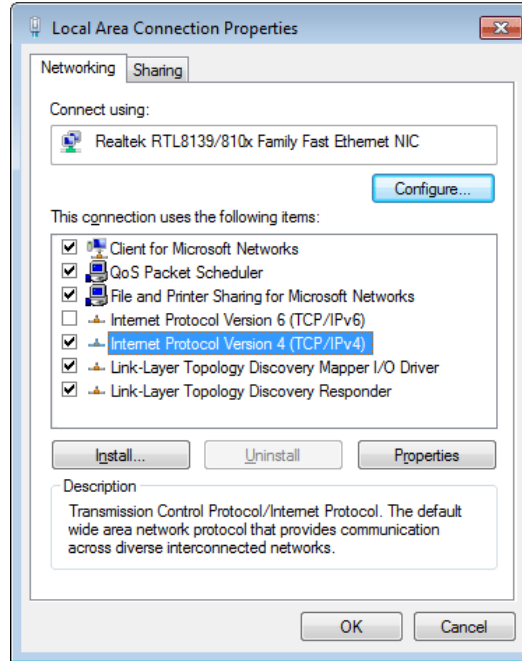 Local Area Connection Properties
Networking
Sharing
Connect using:
Realtek RTL8139/810x Family Fast Ethernet NIC
Configure...
This connection uses the following items:
Client for Microsoft Networks
QoS Packet Scheduler
File and Printer Sharing for Microsoft Networks
Internet Protocol Version 6 (TCP/IPv6)
Internet Protocol Version 4 (TCP/IPv4)
Link-Layer Topology Discovery Mapper I/O Driver
Link-Layer Topology Discovery Responder
Install...
Uninstall
Properties
Description
Transmission Control Protocol/Internet Protocol. The default
wide area network protocol that provides communication
across diverse interconnected networks.
OK
Cancel